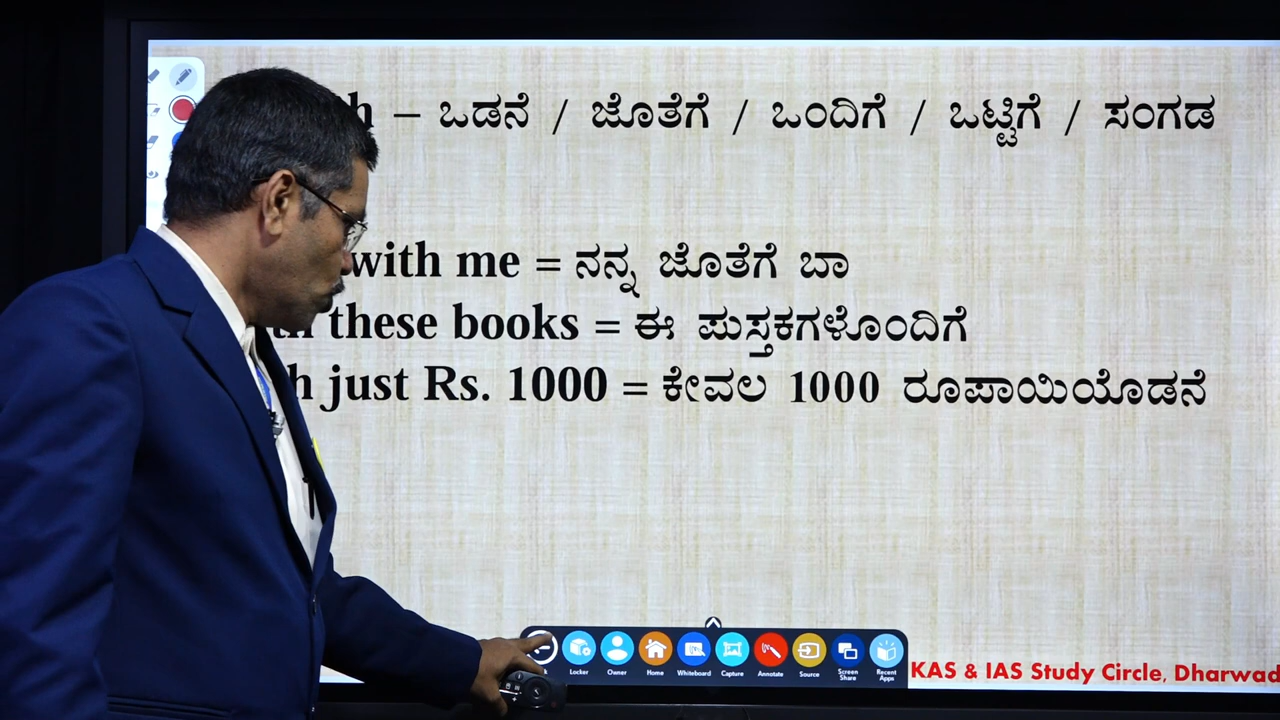 – ಒಡನೆ / ಜೊತೆಗೆ / ಒಂದಿಗೆ / ಒಟ್ಟಿಗೆ / ಸಂಗಡ
with me = ನನ್ನ ಜೊತೆಗೆ ಬಾ
these books = ಈ ಪುಸ್ತಕಗಳೊಂದಿಗೆ
just Rs. 1000 = ಕೇವಲ 1000 ರೂಪಾಯಿಯೊಡನೆ
Locker Owner Home Whiteboard Capture Annotate Source Screen Share Recent Apps
KAS & IAS Study Circle, Dharwad